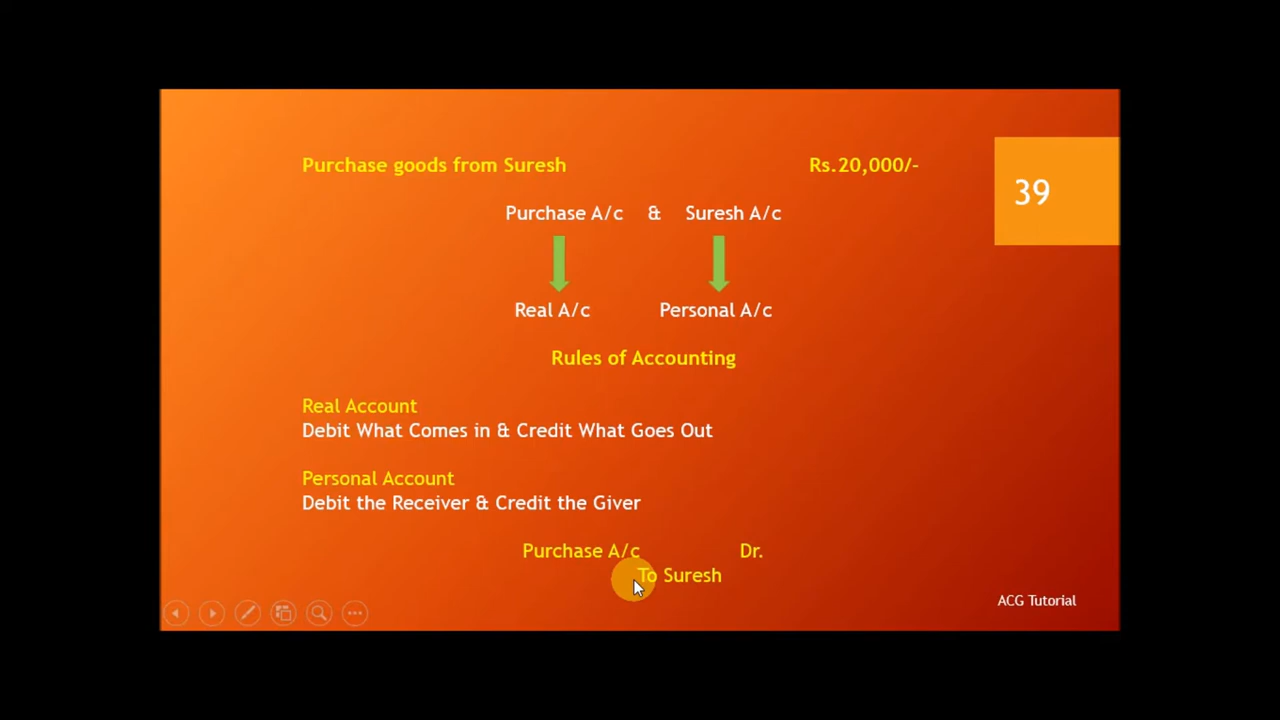 Purchase goods from Suresh Rs.20,000/-
39
Purchase A/c & Suresh A/c
Real A/c Personal A/c
Rules of Accounting
Real Account
Debit What Comes in & Credit What Goes Out
Personal Account
Debit the Receiver & Credit the Giver
Purchase A/c Dr.
To Suresh
ACG Tutorial